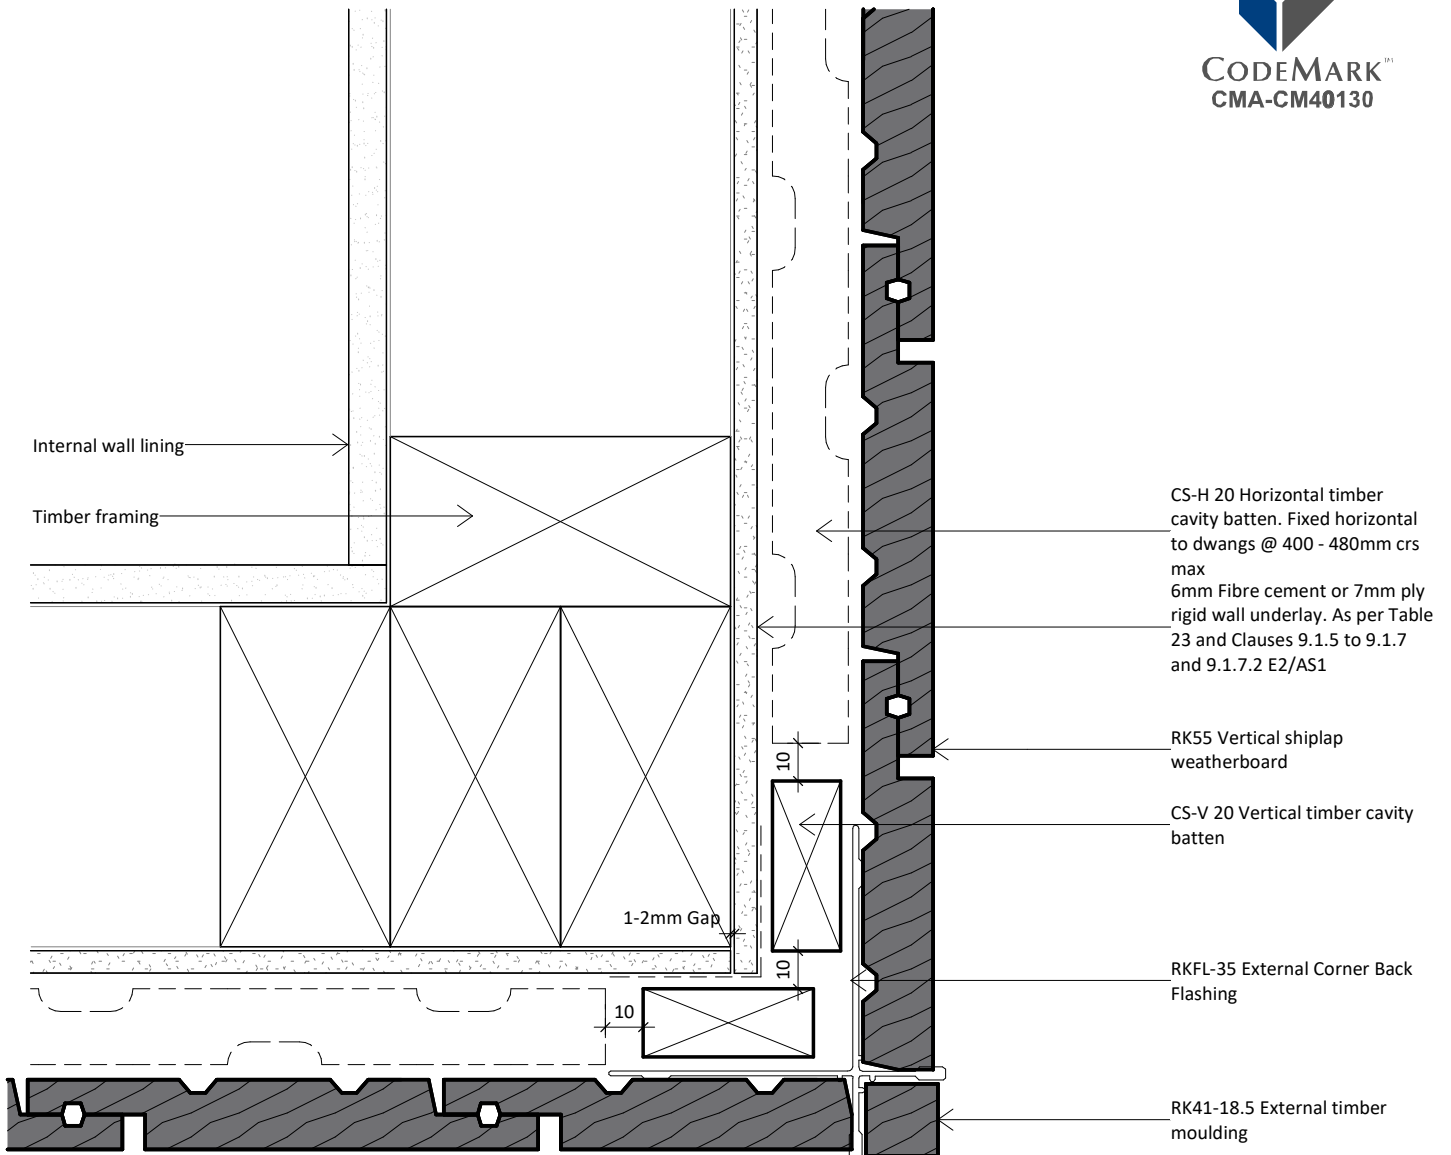 CODEMARK™
CMA-CM40130
Internal wall lining
Timber framing
CS-H 20 Horizontal timber
cavity batten. Fixed horizontal
to dwangs @ 400 - 480mm crs
max
6mm Fibre cement or 7mm ply
rigid wall underlay. As per Table
23 and Clauses 9.1.5 to 9.1.7
and 9.1.7.2 E2/AS1
RK55 Vertical shiplap
weatherboard
10
CS-V 20 Vertical timber cavity
batten
1-2mm Gap
10
RKFL-35 External Corner Back
Flashing
10
RK41-18.5 External timber
moulding